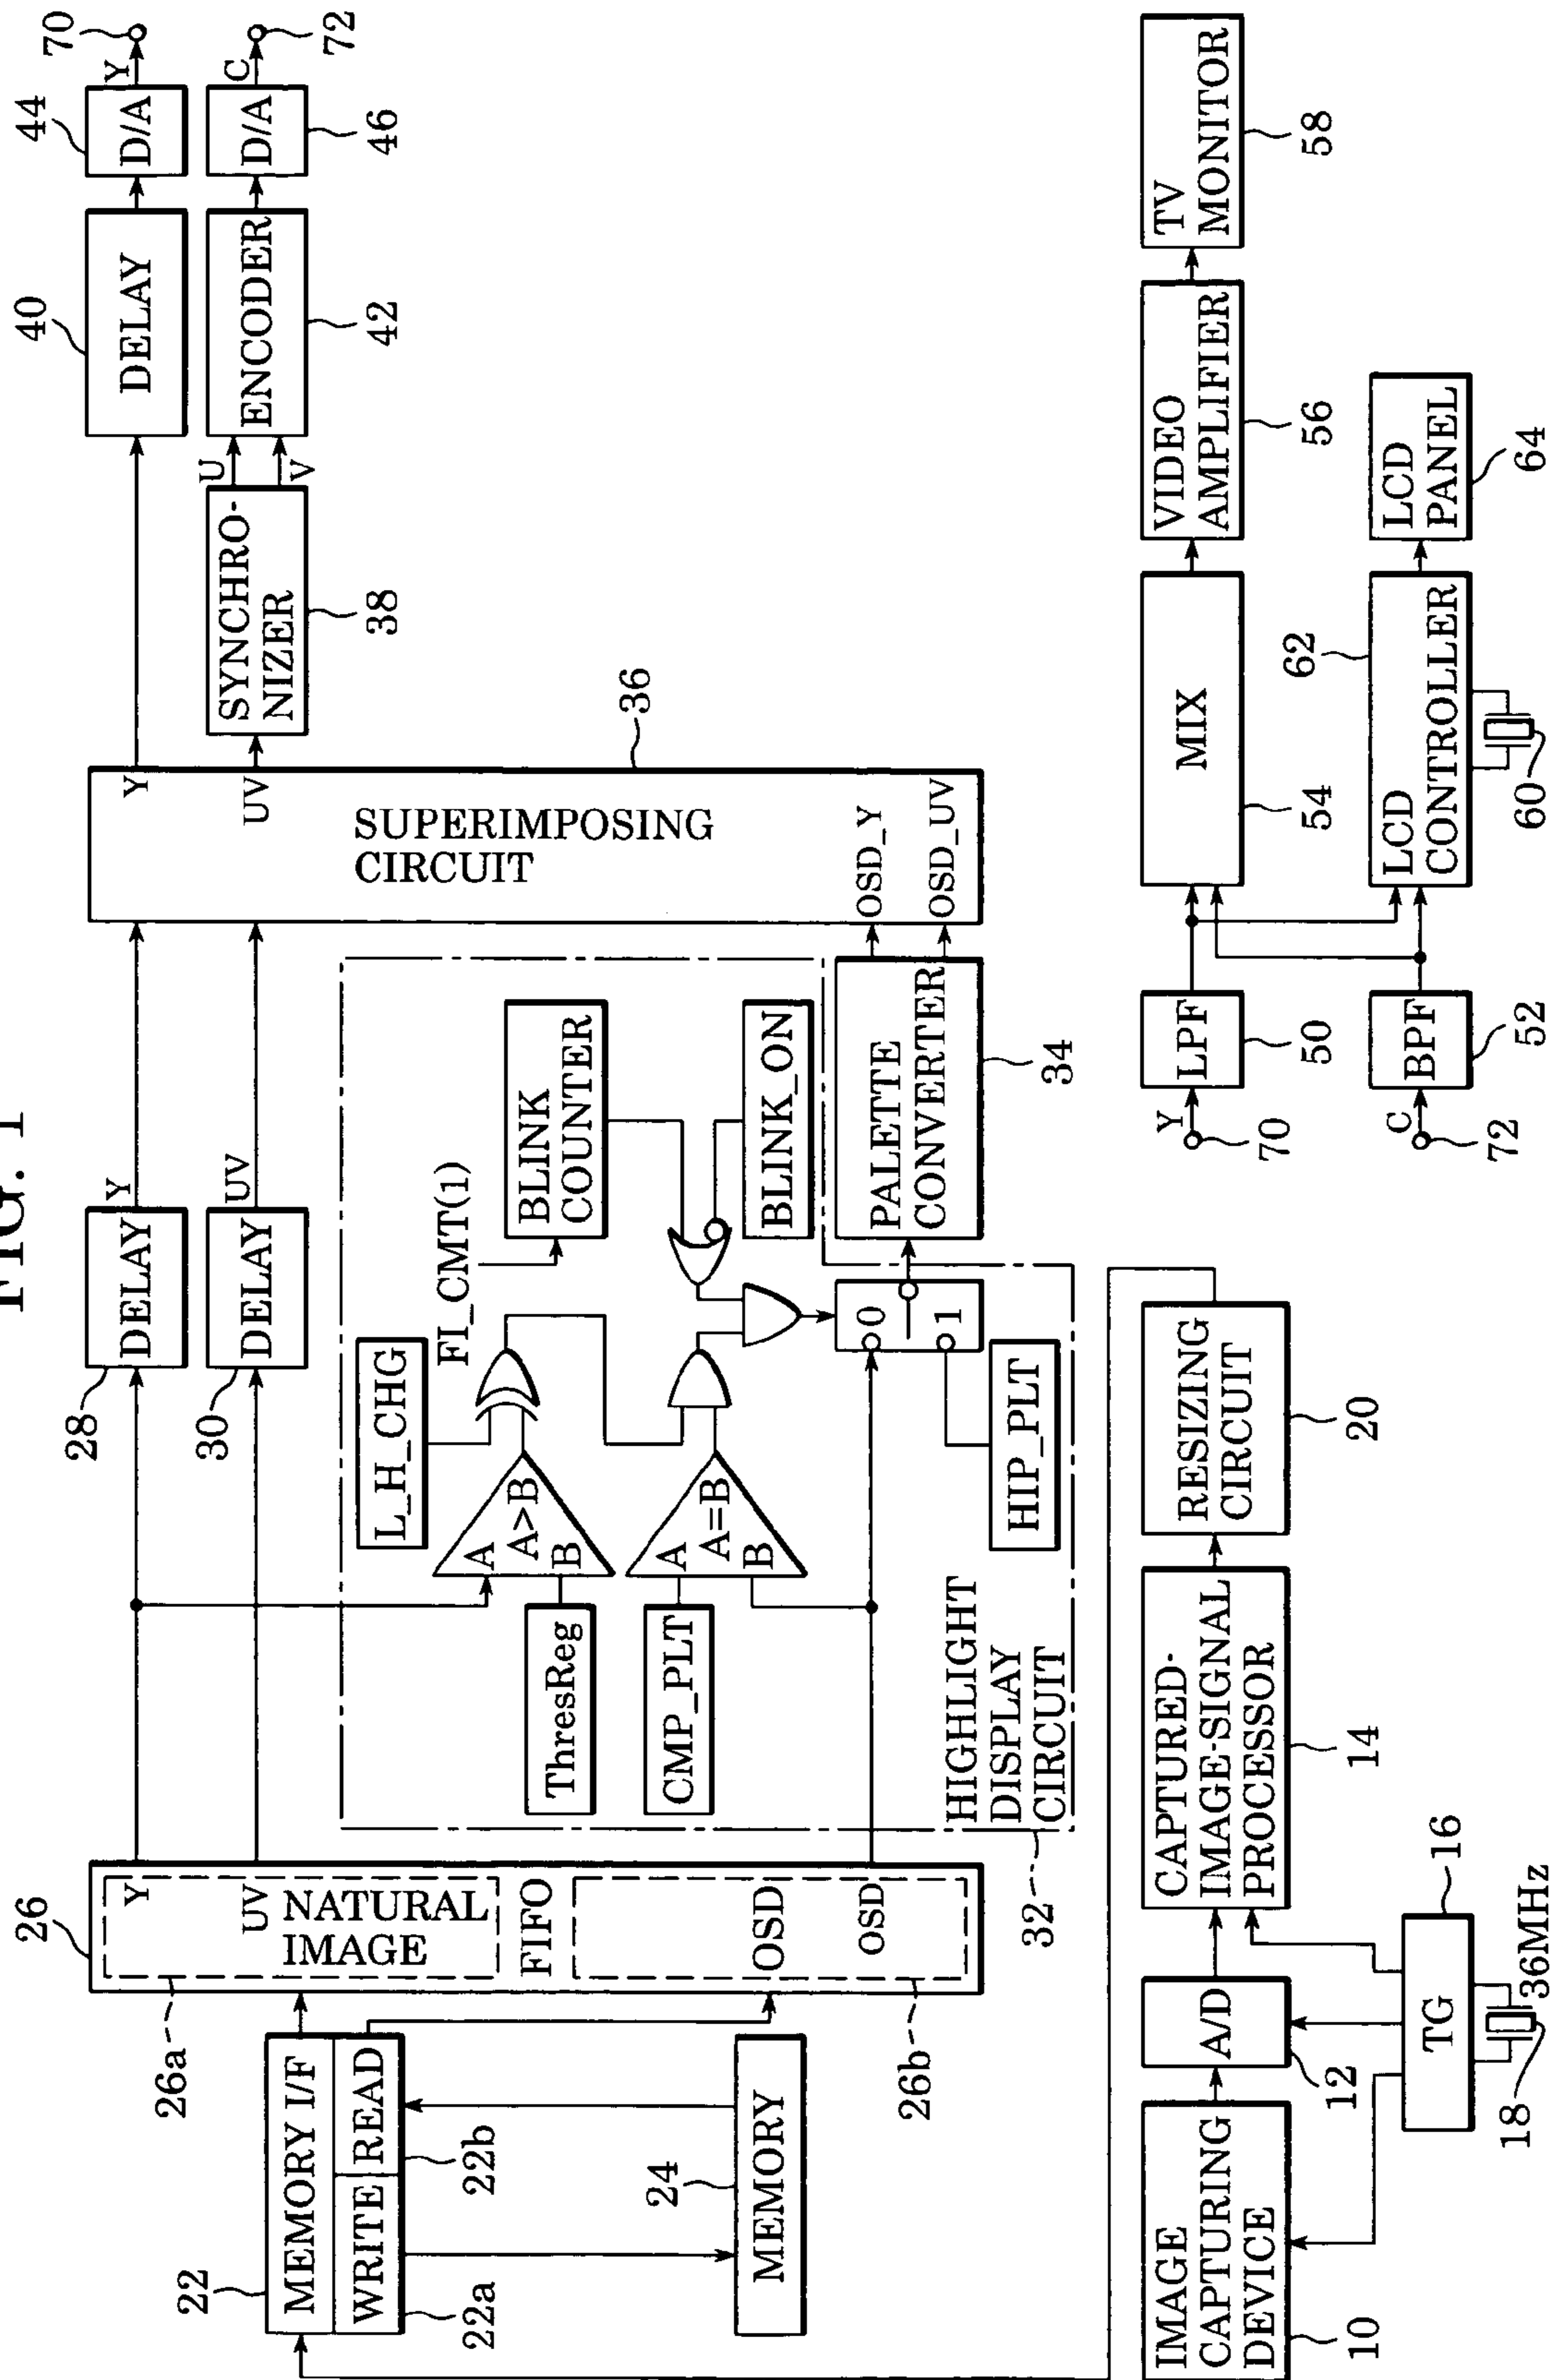 FIG. 1
22
MEMORY I/F
WRITE
READ
22a
22b
24
MEMORY
26
Y
UV
NATURAL
IMAGE
FIFO
OSD
OSD
26a
26b
28
DELAY
Y
30
DELAY
UV
L_H_CHG
FI_CMT(1)
BLINK
COUNTER
A
A>B
B
ThresReg
A
A=B
B
CMP_PLT
BLINK_ON
0
1
HIP_PLT
HIGHLIGHT
DISPLAY
CIRCUIT
32
PALETTE
CONVERTER
34
Y
UV
SUPERIMPOSING
CIRCUIT
OSD_Y
OSD_UV
36
SYNCHRO-
NIZER
38
U
V
40
DELAY
ENCODER
42
44
D/A
Y
70
D/A
46
C
72
IMAGE
CAPTURING
DEVICE
10
A/D
12
CAPTURED-
IMAGE-SIGNAL
PROCESSOR
14
TG
16
18
36MHz
RESIZING
CIRCUIT
20
Y
70
LPF
50
C
72
BPF
52
MIX
54
VIDEO
AMPLIFIER
56
TV
MONITOR
58
LCD
CONTROLLER
62
60
LCD
PANEL
64